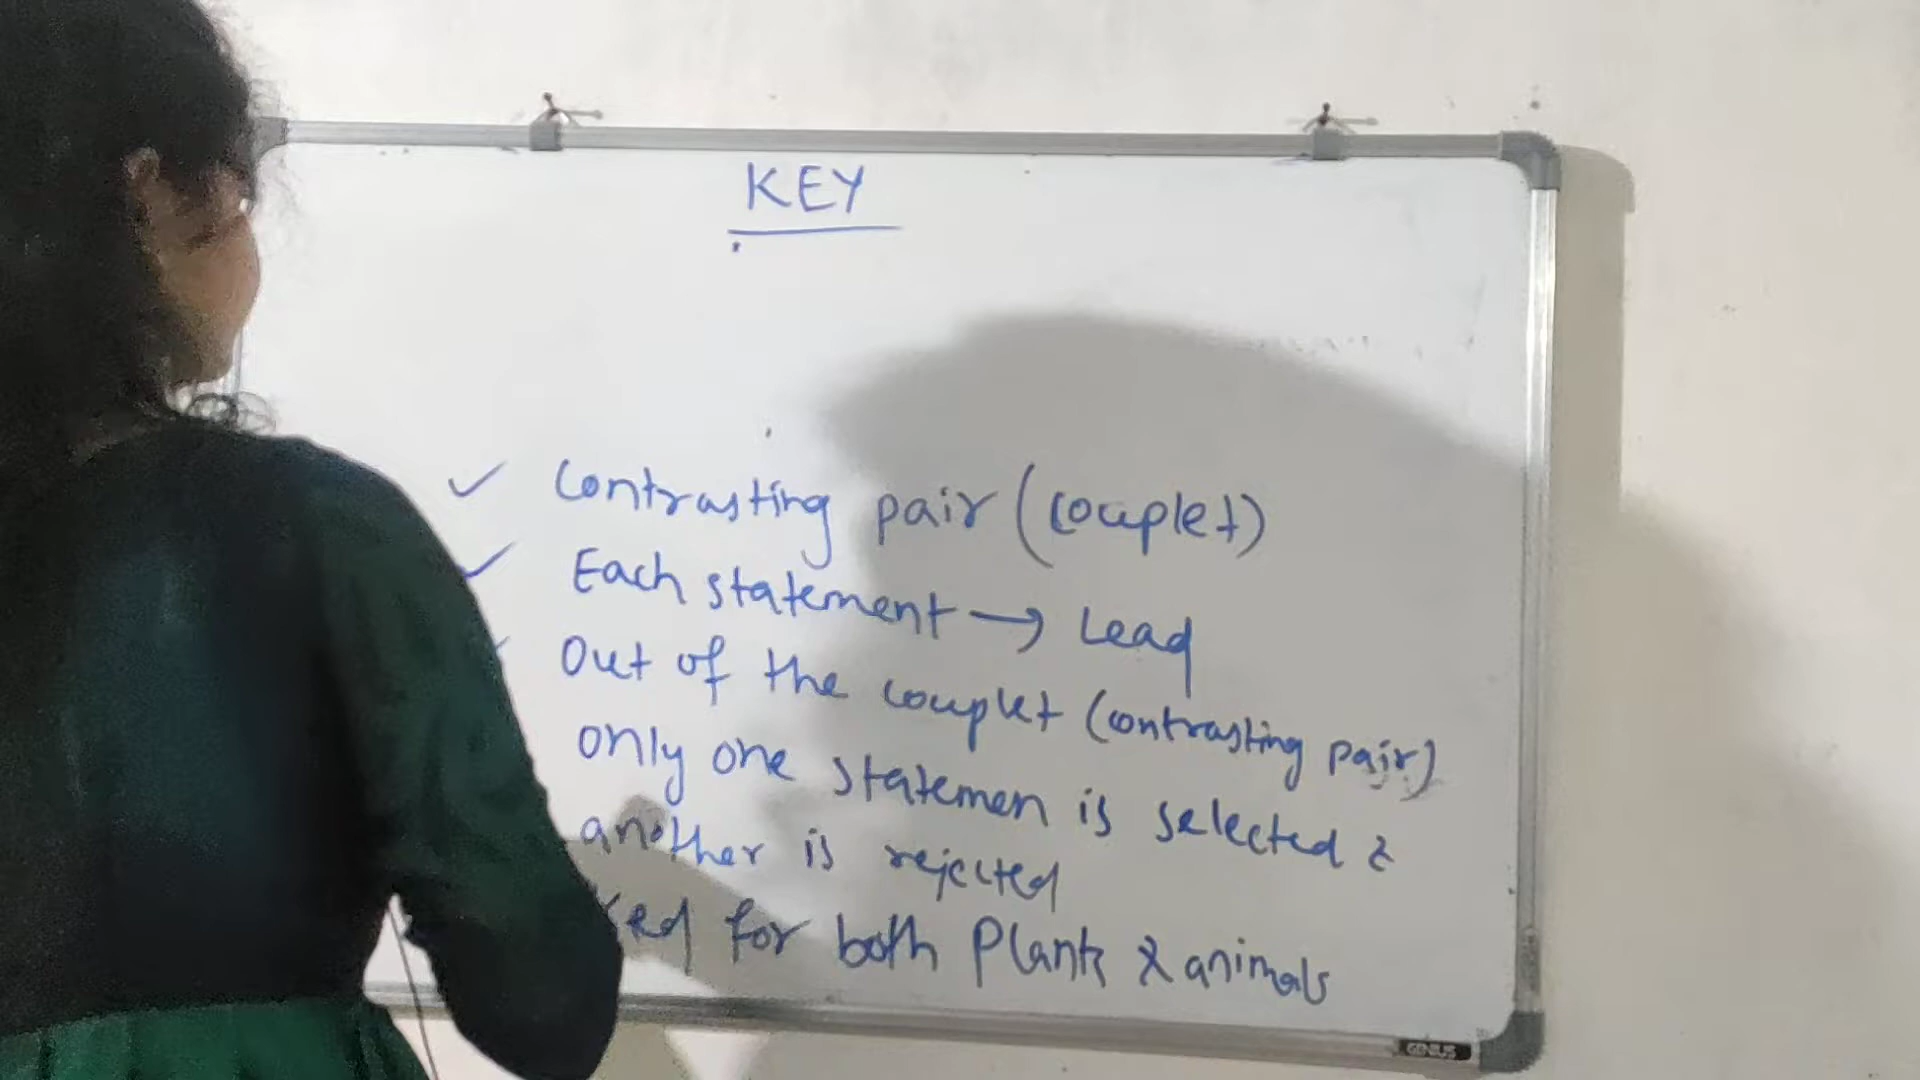 KEY
✓ Contrasting pair (couplet)
✓ Each statement → Lead
Out of the couplet (contrasting pair)
only one statemen is selected &
another is rejected
for both Plants & animals
GENIUS